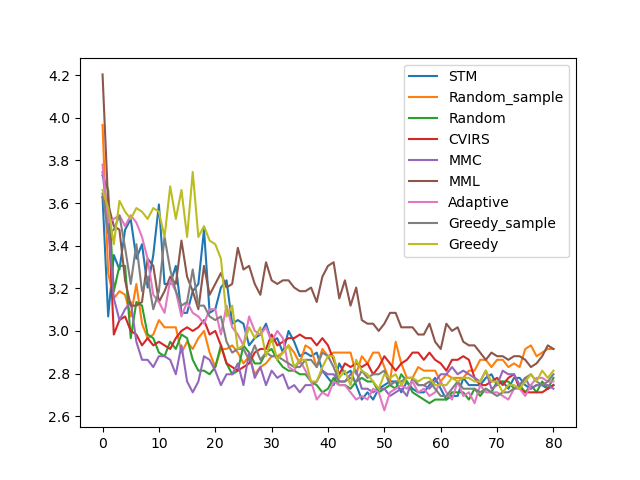 4.2
4.0
3.8
3.6
3.4
3.2
3.0
2.8
2.6
0
10
20
30
40
50
60
70
80
STM
Random_sample
Random
CVIRS
MMC
MML
Adaptive
Greedy_sample
Greedy